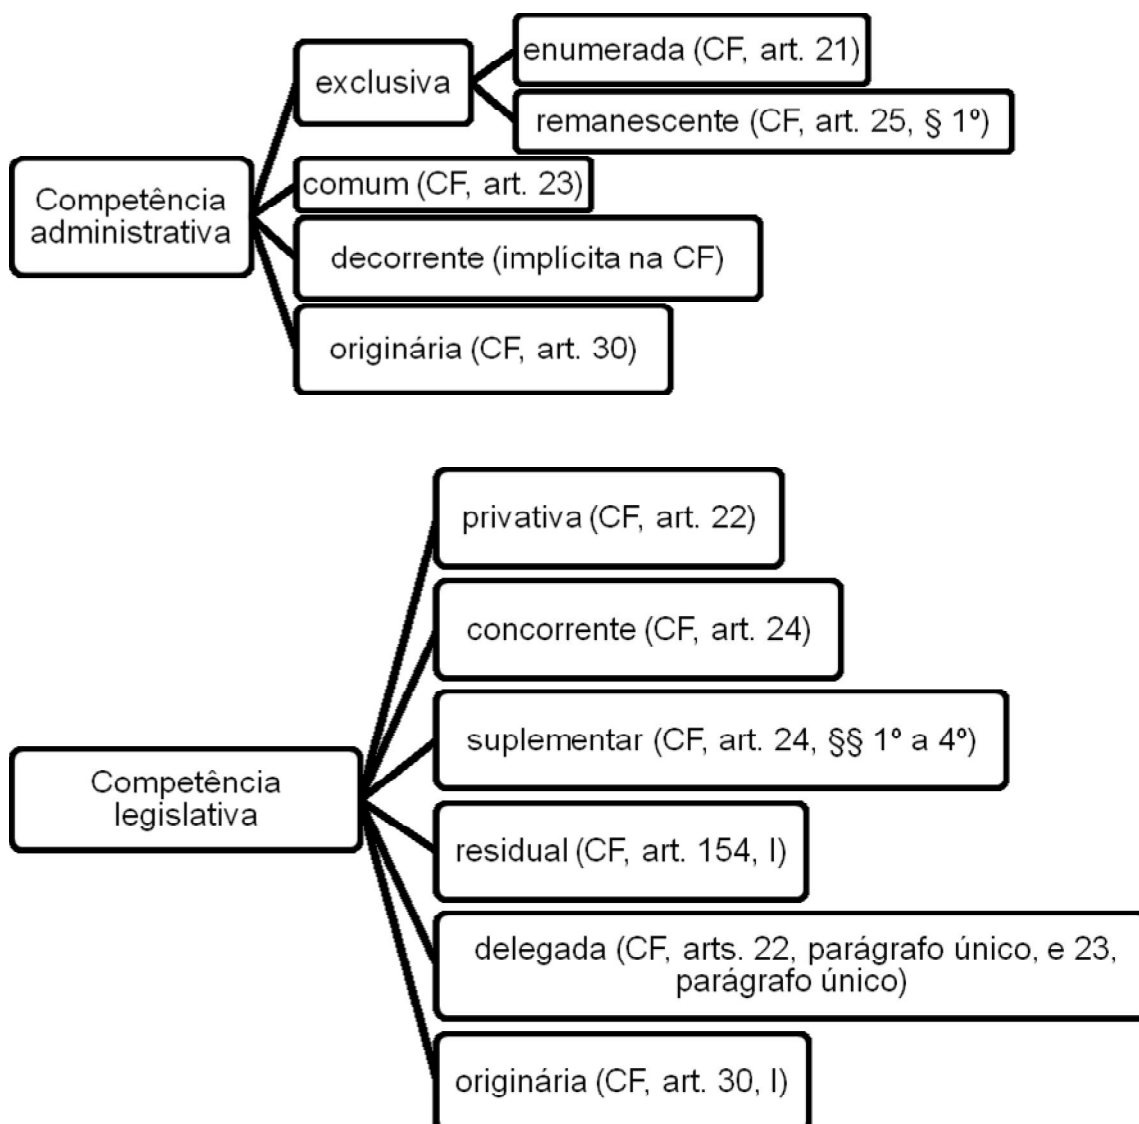 enumerada (CF, art. 21)
exclusiva
remanescente (CF, art. 25, § 1º)
Competência
administrativa
comum (CF, art. 23)
decorrente (implícita na CF)
originária (CF, art. 30)
privativa (CF, art. 22)
concorrente (CF, art. 24)
suplementar (CF, art. 24, §§ 1º a 4º)
Competência
legislativa
residual (CF, art. 154, I)
delegada (CF, arts. 22, parágrafo único, e 23,
parágrafo único)
originária (CF, art. 30, I)